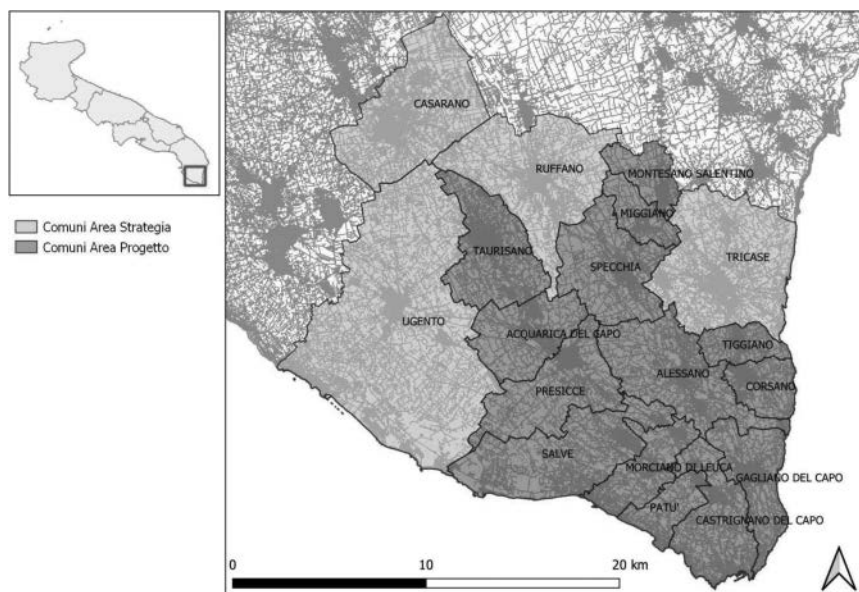 Comuni Area Strategia
Comuni Area Progetto
CASARANO
RUFFANO
MONTESANO SALENTINO
MIGGIANO
TAURISANO
SPECCHIA
TRICASE
UGENTO
ACQUARICA DEL CAPO
TIGGIANO
ALESSANO
CORSANO
PRESICCE
SALVE
MORCIANO DI LEUCA
GAGLIANO DEL CAPO
PATU'
CASTRIGNANO DEL CAPO
0 10 20 km